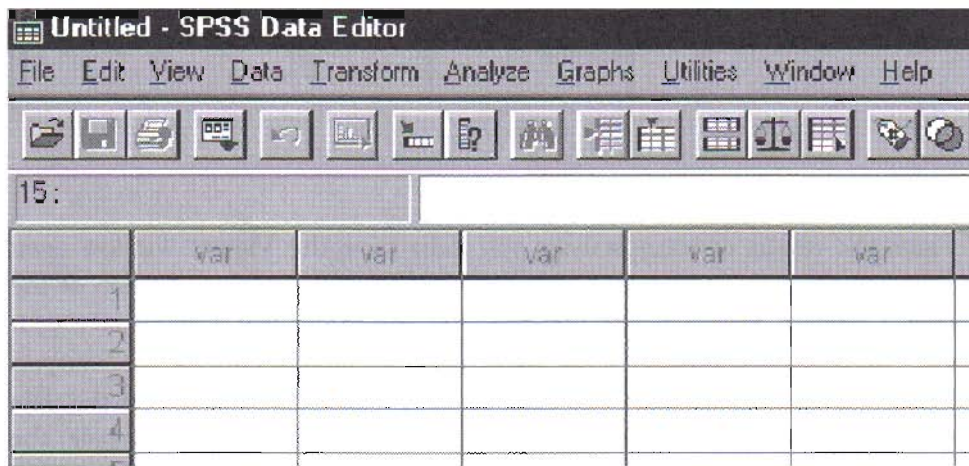 Untitled - SPSS Data Editor
File Edit View Data Transform Analyze Graphs Utilities Window Help
15:
var var var var var
1
2
3
4
5